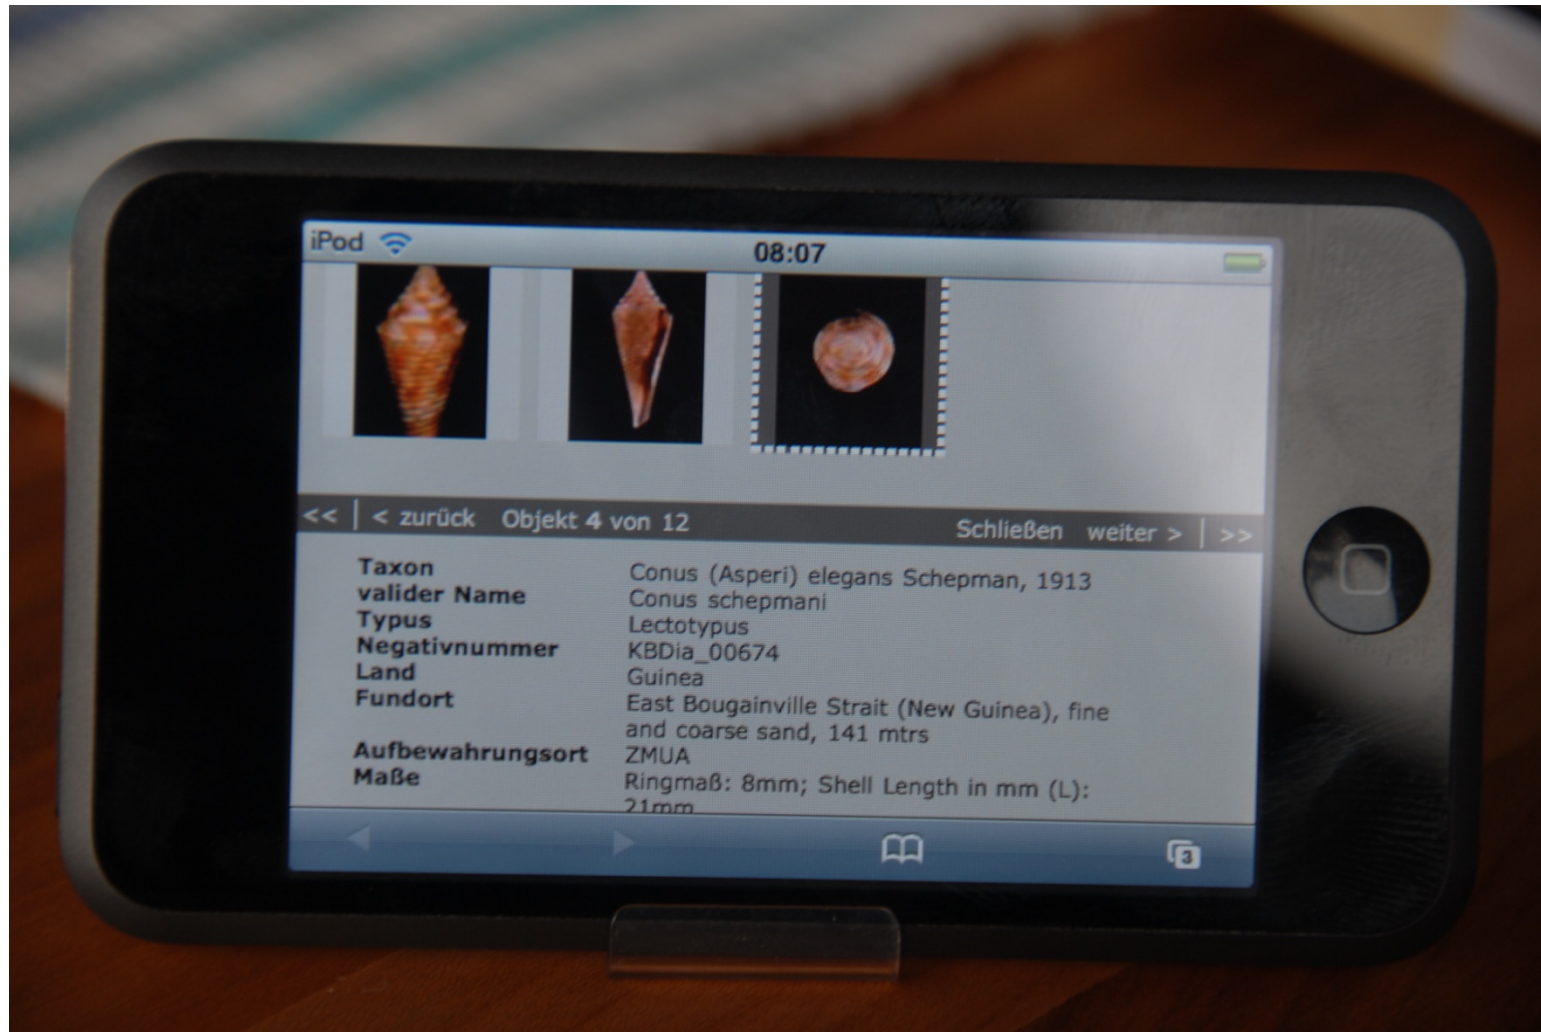 iPod 08:07
<< | < zurück Objekt 4 von 12 Schließen weiter > | >>
Taxon Conus (Asperi) elegans Schepman, 1913
valider Name Conus schepmani
Typus Lectotypus
Negativnummer KBDia_00674
Land Guinea
Fundort East Bougainville Strait (New Guinea), fine
and coarse sand, 141 mtrs
Aufbewahrungsort ZMUA
Maße Ringmaß: 8mm; Shell Length in mm (L):
21mm
3